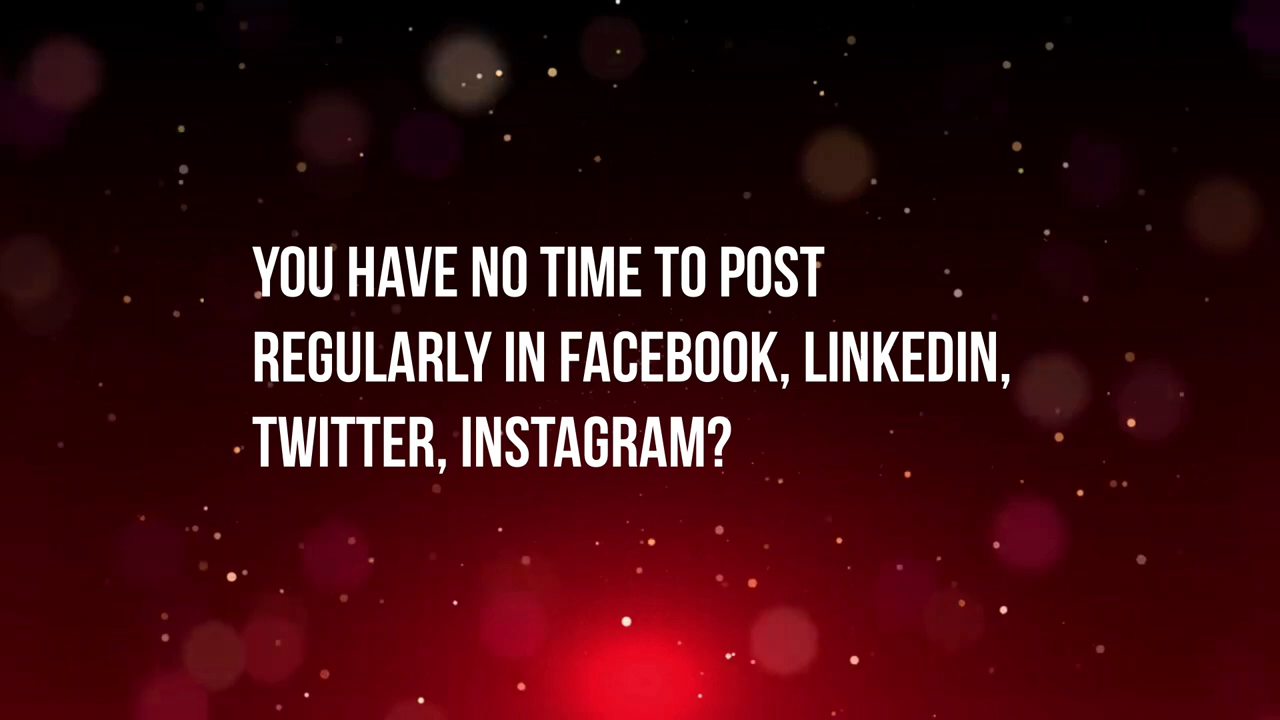 YOU HAVE NO TIME TO POST
REGULARLY IN FACEBOOK, LINKEDIN,
TWITTER, INSTAGRAM?